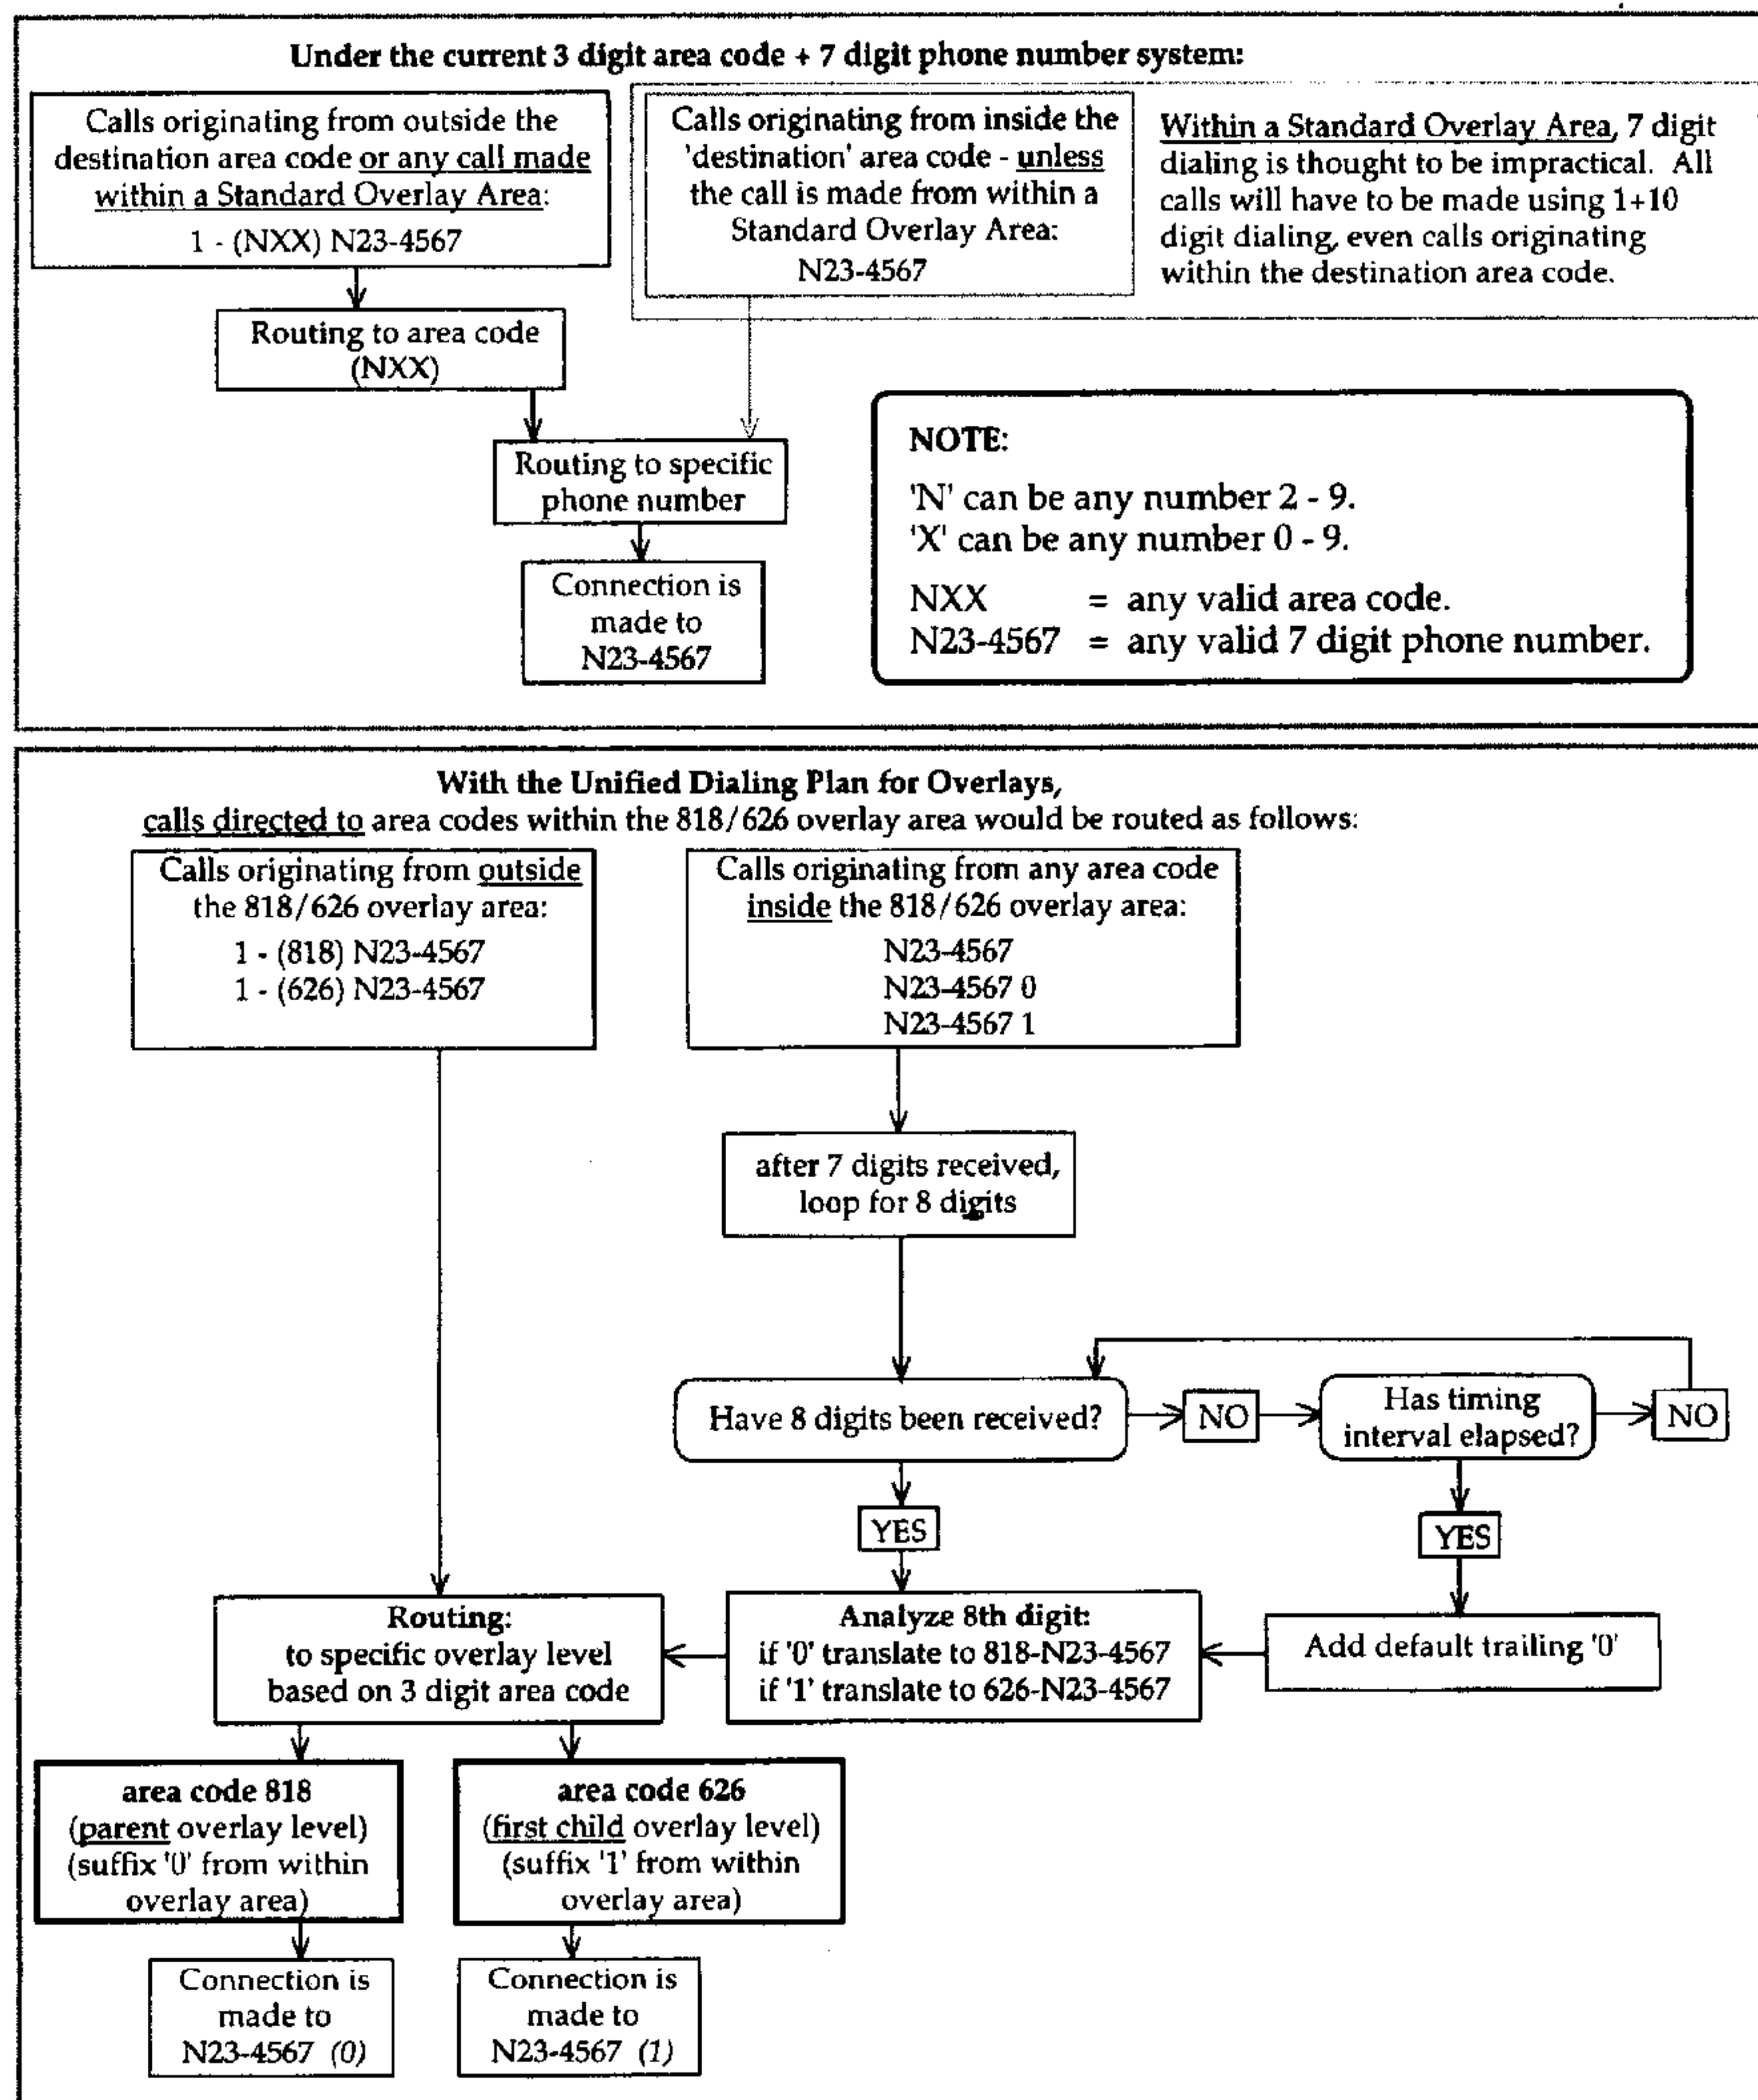 Under the current 3 digit area code + 7 digit phone number system:
Calls originating from outside the
destination area code or any call made
within a Standard Overlay Area:
1 - (NXX) N23-4567
Calls originating from inside the
'destination' area code - unless
the call is made from within a
Standard Overlay Area:
N23-4567
Within a Standard Overlay Area, 7 digit
dialing is thought to be impractical. All
calls will have to be made using 1+10
digit dialing, even calls originating
within the destination area code.
Routing to area code
(NXX)
Routing to specific
phone number
Connection is
made to
N23-4567
NOTE:
'N' can be any number 2 - 9.
'X' can be any number 0 - 9.
NXX = any valid area code.
N23-4567 = any valid 7 digit phone number.
With the Unified Dialing Plan for Overlays,
calls directed to area codes within the 818/626 overlay area would be routed as follows:
Calls originating from outside
the 818/626 overlay area:
1 - (818) N23-4567
1 - (626) N23-4567
Calls originating from any area code
inside the 818/626 overlay area:
N23-4567
N23-4567 0
N23-4567 1
after 7 digits received,
loop for 8 digits
Have 8 digits been received?
NO
Has timing
interval elapsed?
NO
YES
YES
Routing:
to specific overlay level
based on 3 digit area code
Analyze 8th digit:
if '0' translate to 818-N23-4567
if '1' translate to 626-N23-4567
Add default trailing '0'
area code 818
(parent overlay level)
(suffix '0' from within
overlay area)
area code 626
(first child overlay level)
(suffix '1' from within
overlay area)
Connection is
made to
N23-4567 (0)
Connection is
made to
N23-4567 (1)